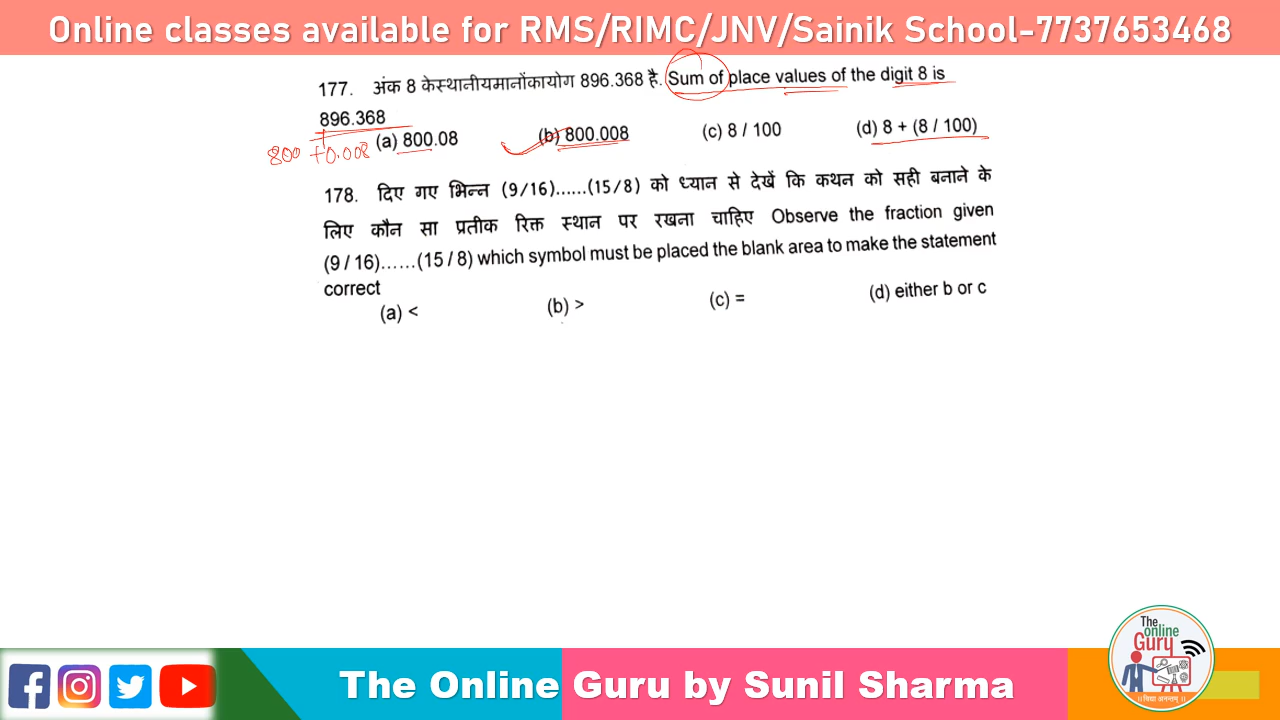 Online classes available for RMS/RIMC/JNV/Sainik School-7737653468
177. अंक 8 केस्थानीयमानोंकायोग 896.368 है. Sum of place values of the digit 8 is
896.368
800 + 0.008
(a) 800.08 (b) 800.008 (c) 8 / 100 (d) 8 + (8 / 100)
178. दिए गए भिन्न (9/16)......(15/8) को ध्यान से देखें कि कथन को सही बनाने के
लिए कौन सा प्रतीक रिक्त स्थान पर रखना चाहिए Observe the fraction given
(9 / 16)......(15 / 8) which symbol must be placed the blank area to make the statement
correct
(a) < (b) > (c) = (d) either b or c
The Online Guru by Sunil Sharma
The
online
Gury